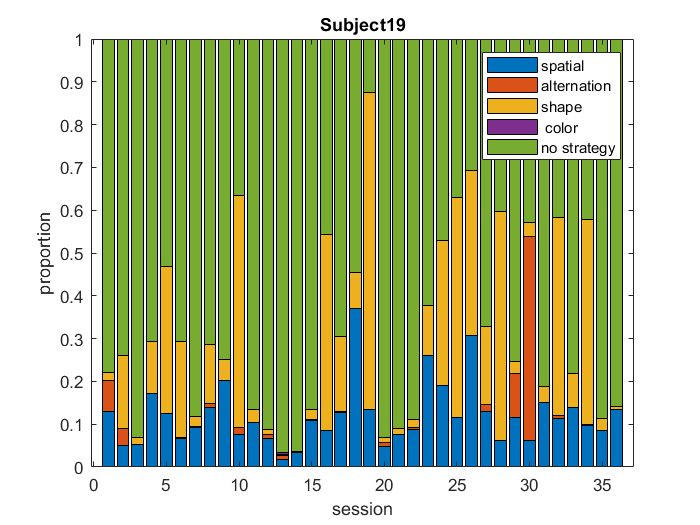 Subject19
1
0.9
0.8
0.7
0.6
0.5
0.4
0.3
0.2
0.1
0
proportion
spatial
alternation
shape
color
no strategy
0 5 10 15 20 25 30 35
session